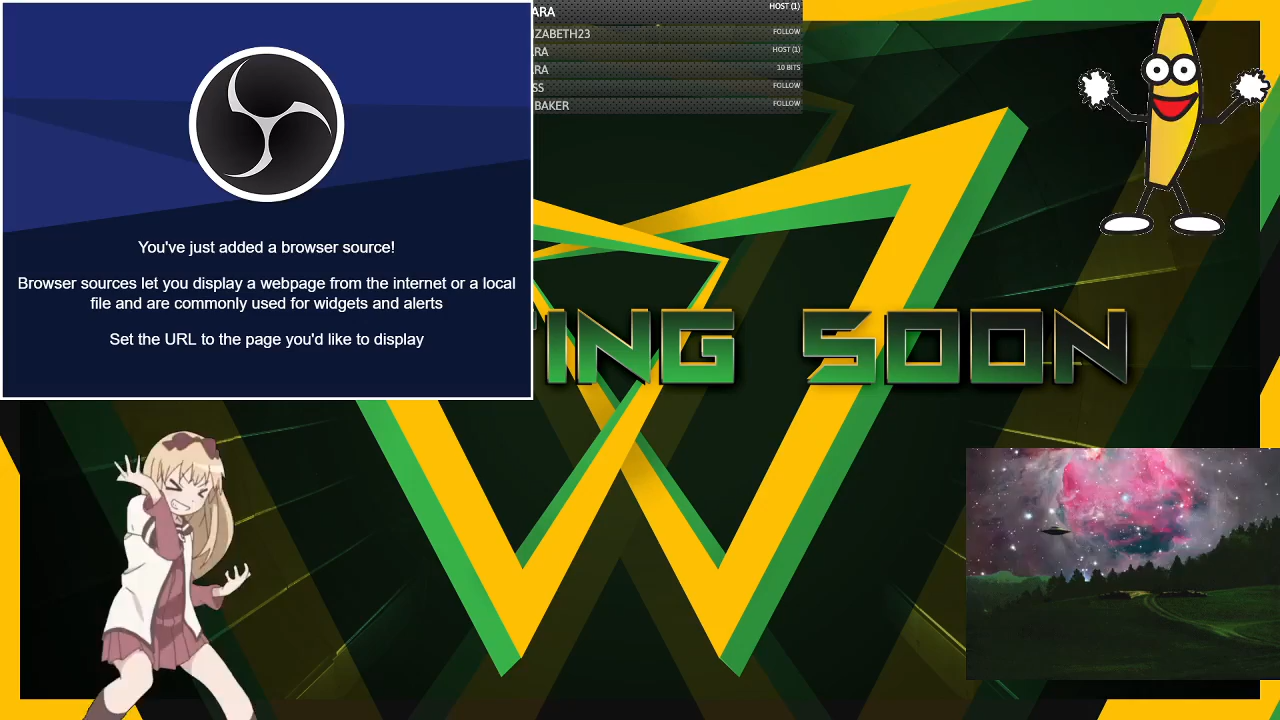 ARA HOST (1)
ZABETH23 FOLLOW
RA HOST (1)
RA 10 BITS
SS FOLLOW
BAKER FOLLOW
You've just added a browser source!
Browser sources let you display a webpage from the internet or a local
file and are commonly used for widgets and alerts
Set the URL to the page you'd like to display
TING SOON